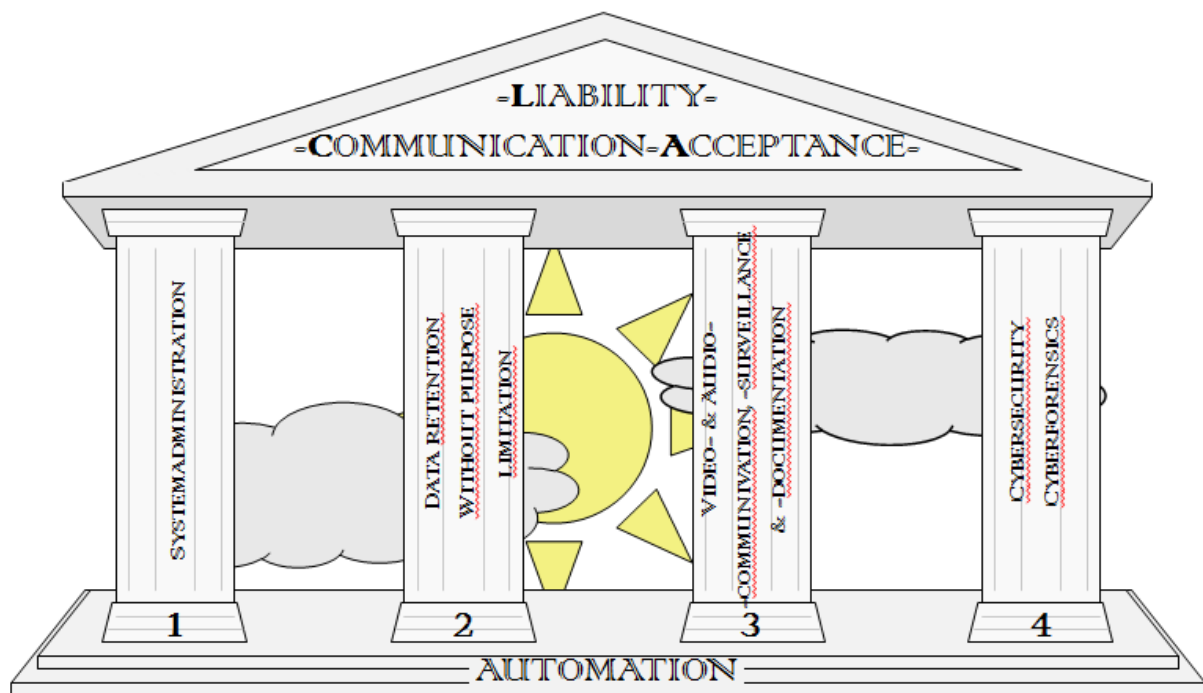 -LIABILITY-
-COMMUNICATION-ACCEPTANCE-
SYSTEMADMINISTRATION
DATA RETENTION
WITHOUT PURPOSE
LIMITATION
VIDEO- & AUDIO-
-COMMUNIVATION, -SURVEILLANCE
& -DOCUMENTATION
CYBERSECURITY
CYBERFORENSICS
1
2
3
4
AUTOMATION